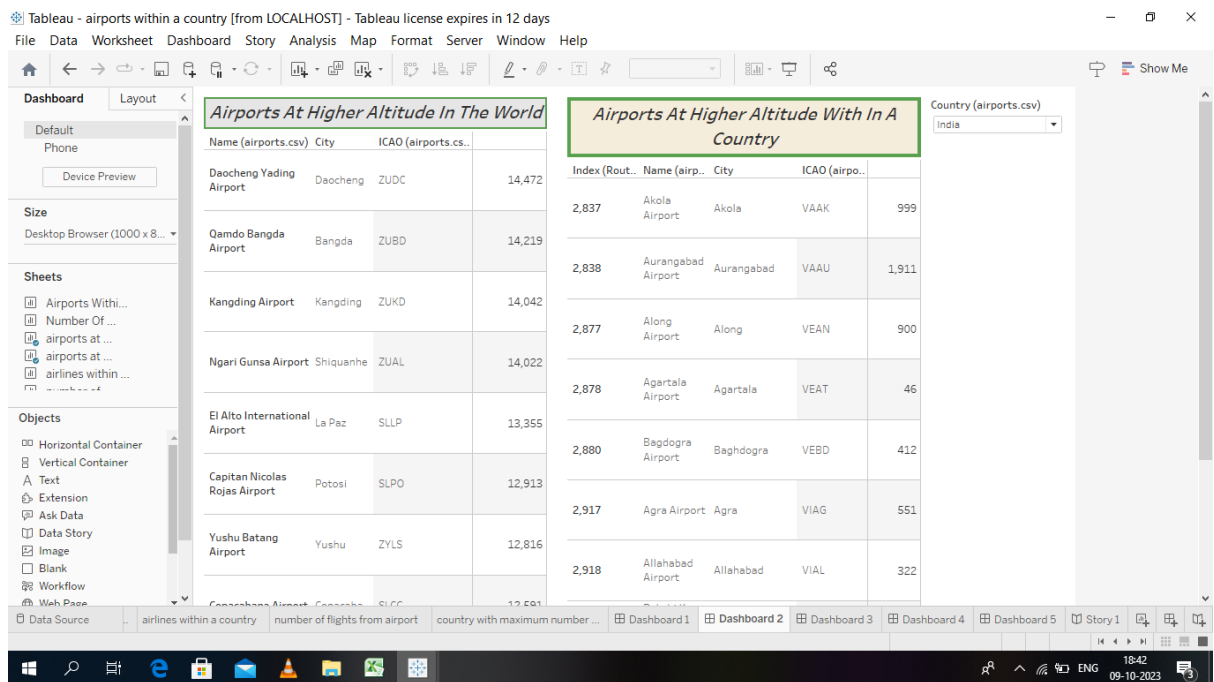 Tableau - airports within a country [from LOCALHOST] - Tableau license expires in 12 days
File Data Worksheet Dashboard Story Analysis Map Format Server Window Help
Show Me
Dashboard Layout
Default
Phone
Device Preview
Size
Desktop Browser (1000 x 8...
Sheets
Airports Withi...
Number Of ...
airports at ...
airports at ...
airlines within ...
Objects
Horizontal Container
Vertical Container
Text
Extension
Ask Data
Data Story
Image
Blank
Workflow
Web Page
Airports At Higher Altitude In The World
Name (airports.csv) City ICAO (airports.cs..
Daocheng Yading
Airport Daocheng ZUDC 14,472
Qamdo Bangda
Airport Bangda ZUBD 14,219
Kangding Airport Kangding ZUKD 14,042
Ngari Gunsa Airport Shiquanhe ZUAL 14,022
El Alto International
Airport La Paz SLLP 13,355
Capitan Nicolas
Rojas Airport Potosi SLPO 12,913
Yushu Batang
Airport Yushu ZYLS 12,816
Airports At Higher Altitude With In A
Country
Index (Rout.. Name (airp.. City ICAO (airpo..
2,837 Akola
Airport Akola VAAK 999
2,838 Aurangabad
Airport Aurangabad VAAU 1,911
2,877 Along
Airport Along VEAN 900
2,878 Agartala
Airport Agartala VEAT 46
2,880 Bagdogra
Airport Baghdogra VEBD 412
2,917 Agra Airport Agra VIAG 551
2,918 Allahabad
Airport Allahabad VIAL 322
Country (airports.csv)
India
Data Source .. airlines within a country number of flights from airport country with maximum number ... Dashboard 1 Dashboard 2 Dashboard 3 Dashboard 4 Dashboard 5 Story 1
ENG
18:42
09-10-2023
3